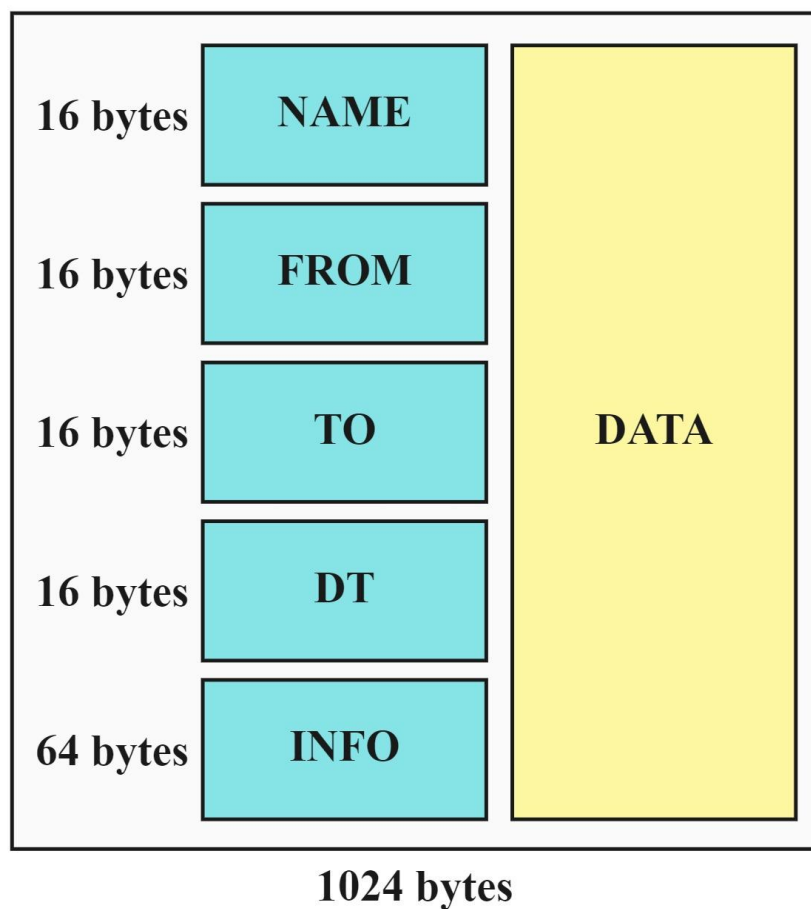 16 bytes NAME
16 bytes FROM
16 bytes TO DATA
16 bytes DT
64 bytes INFO
1024 bytes